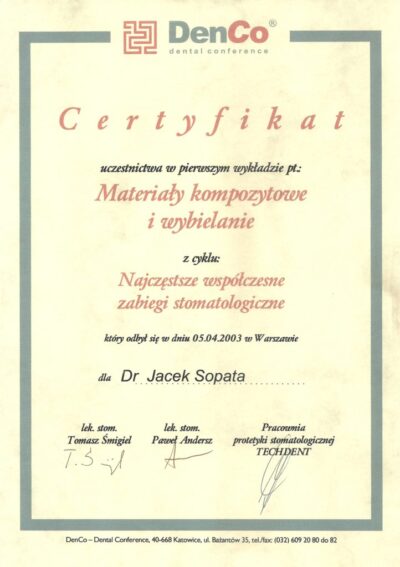 DenCo®
dental conference
Certyfikat
uczestnictwa w pierwszym wykładzie pt.:
Materiały kompozytowe
i wybielanie
z cyklu:
Najczęstsze współczesne
zabiegi stomatologiczne
który odbył się w dniu 05.04.2003 w Warszawie
dla Dr Jacek Sopata
lek. stom. lek. stom. Pracownia
Tomasz Śmigiel Paweł Andersz protetyki stomatologicznej
TECHDENT
DenCo – Dental Conference, 40-668 Katowice, ul. Bażantów 35, tel./fax: (032) 609 20 80 do 82